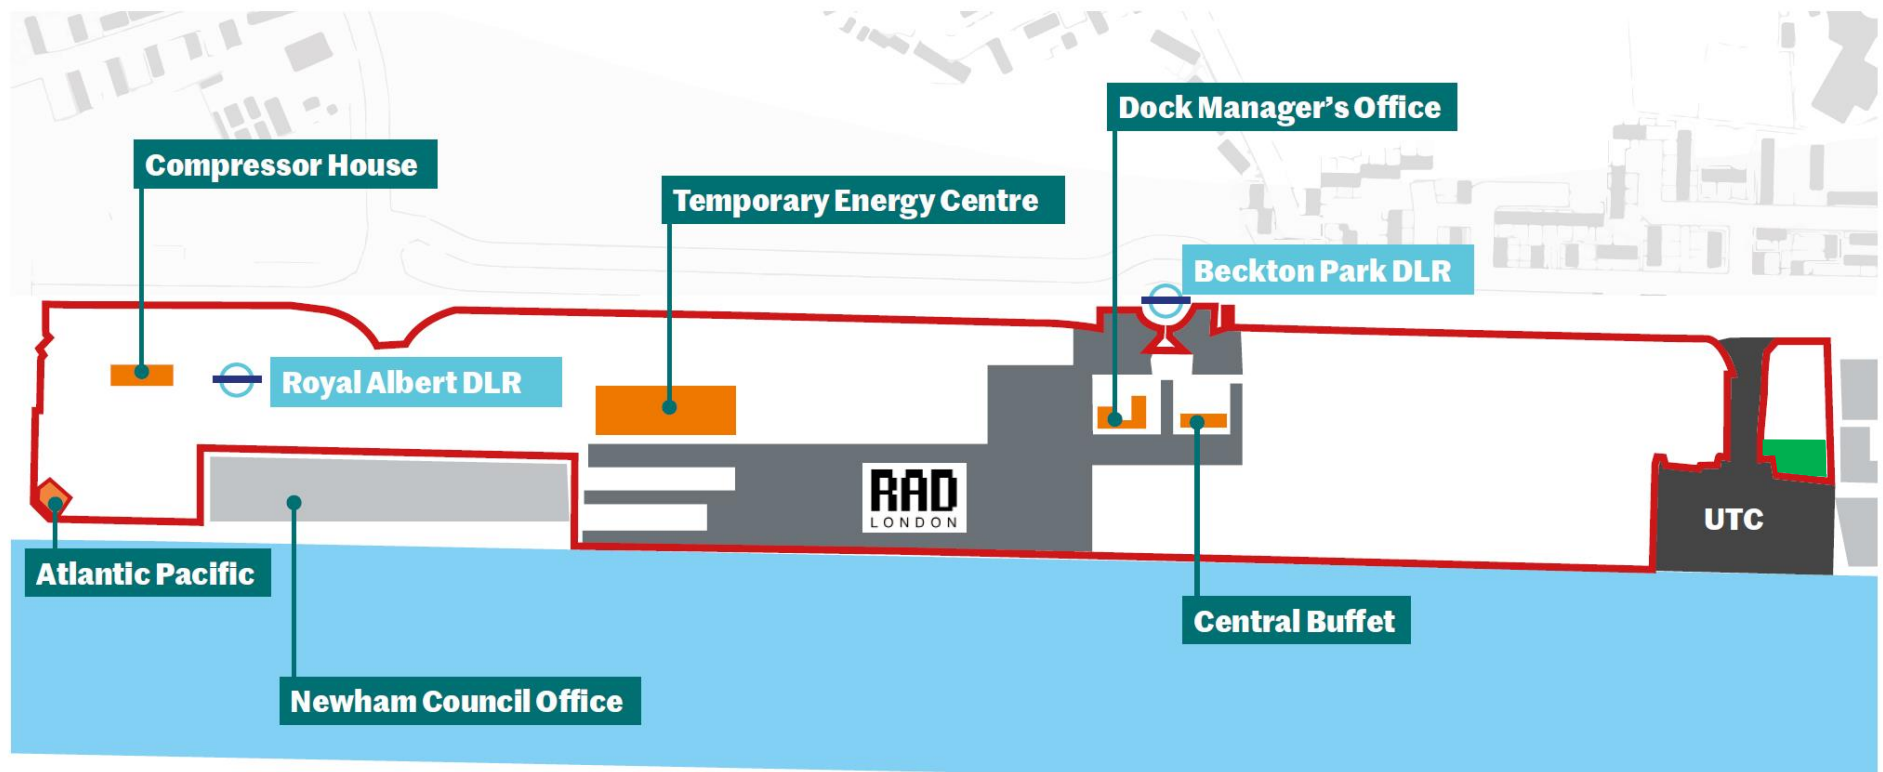 Dock Manager’s Office
Compressor House
Temporary Energy Centre
Beckton Park DLR
Royal Albert DLR
RAD
LONDON
UTC
Atlantic Pacific
Central Buffet
Newham Council Office